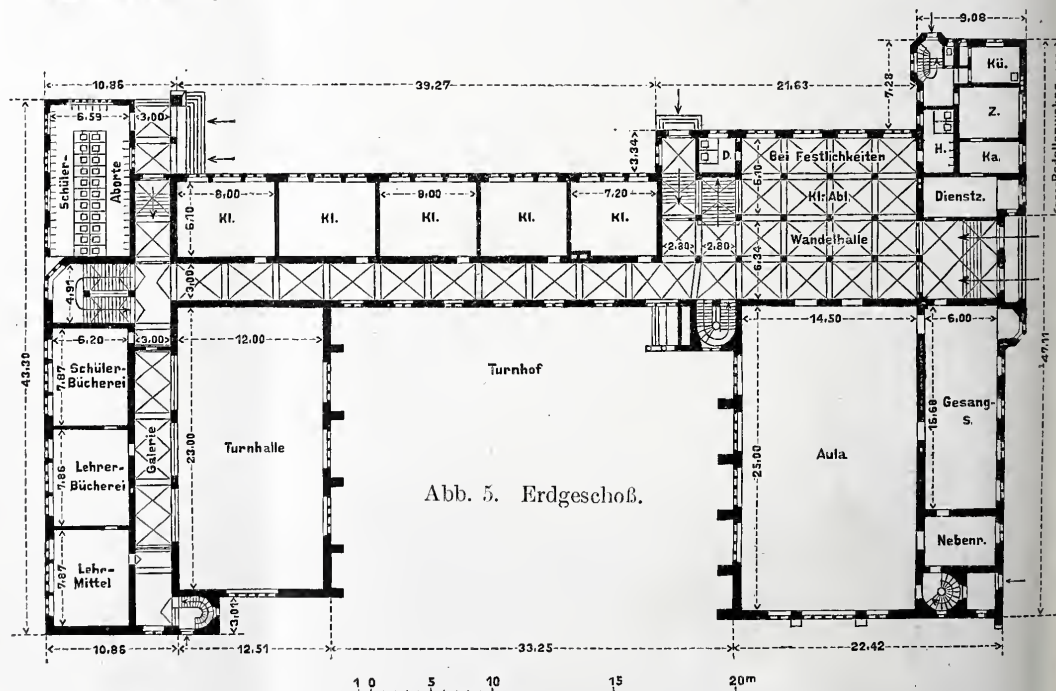 9,08
10,86
39,27
21,63
7,28
Kü.
Z.
H.
Ka.
6,59
3,00
Schüler-
Aborte
3,34
D.
Bei Festlichkeiten
6,10
8,00
8,00
7,20
6,10
Kl.
Kl.
Kl.
Kl.
Kl.
Kl. Abl.
Dienstz.
2,80
2,80
Wandelhalle
6,34
4,91
3,00
43,30
47,11
6,20
3,00
12,00
14,50
6,00
Schüler-
Bücherei
7,87
Turnhof
Gesang-
S.
16,68
Galerie
23,00
Turnhalle
Aula
25,00
Lehrer-
Bücherei
7,86
Abb. 5. Erdgeschoß.
Nebenr.
Lehr-
Mittel
7,87
3,01
10,86
12,51
33,25
22,42
1 0 5 10 15 20m